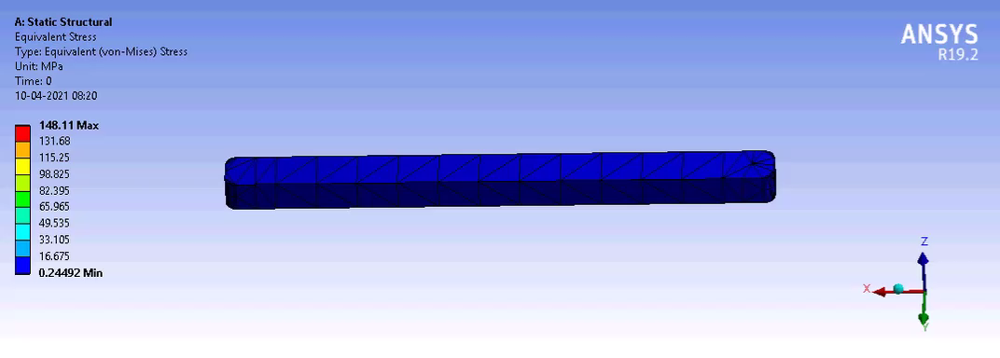 A: Static Structural
Equivalent Stress
Type: Equivalent (von-Mises) Stress
Unit: MPa
Time: 0
10-04-2021 08:20
ANSYS
R19.2
148.11 Max
131.68
115.25
98.825
82.395
65.965
49.535
33.105
16.675
0.24492 Min
Z
X
Y